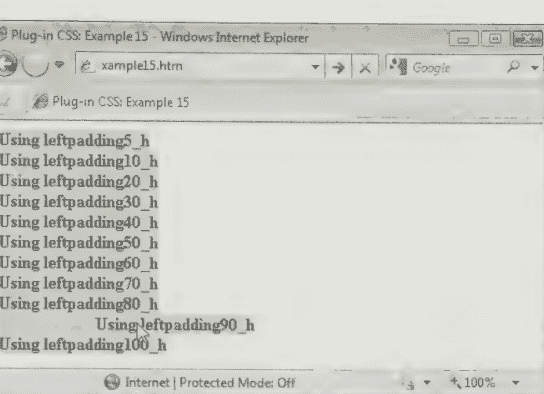 Plug-in CSS: Example 15 - Windows Internet Explorer
xample15.htm
Google
Plug-in CSS: Example 15
Using leftpadding5_h
Using leftpadding10_h
Using leftpadding20_h
Using leftpadding30_h
Using leftpadding40_h
Using leftpadding50_h
Using leftpadding60_h
Using leftpadding70_h
Using leftpadding80_h
Using leftpadding90_h
Using leftpadding100_h
Internet | Protected Mode: Off
100%